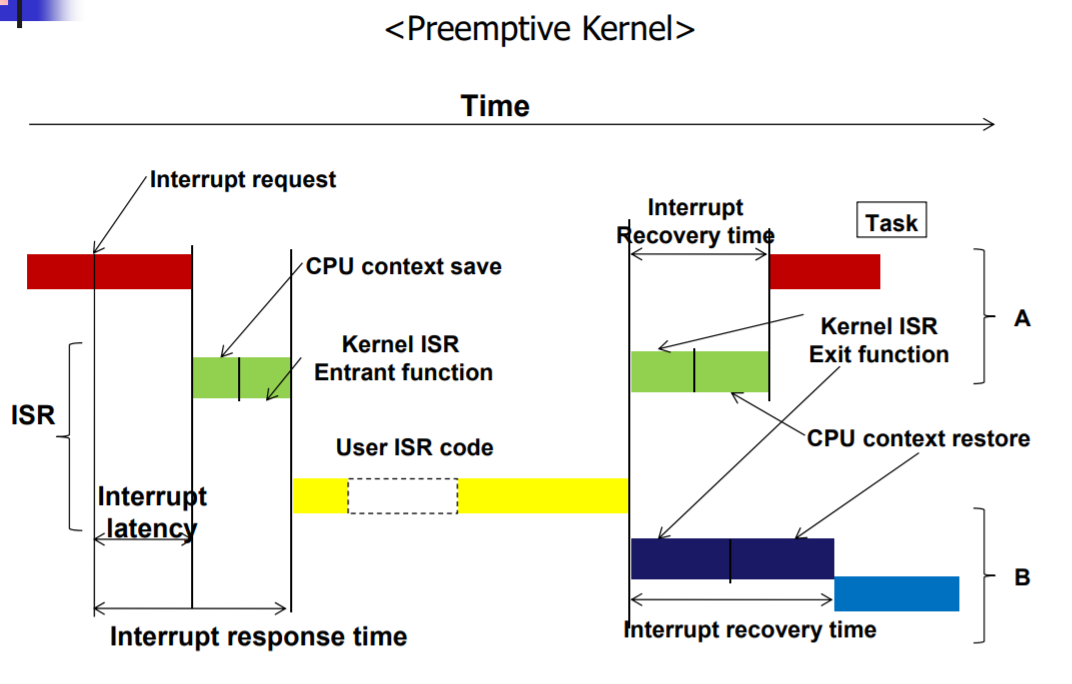 <Preemptive Kernel>
Time
Interrupt request
Interrupt
Recovery time
Task
CPU context save
Kernel ISR
Entrant function
Kernel ISR
Exit function
A
ISR
User ISR code
CPU context restore
Interrupt
latency
B
Interrupt response time
Interrupt recovery time